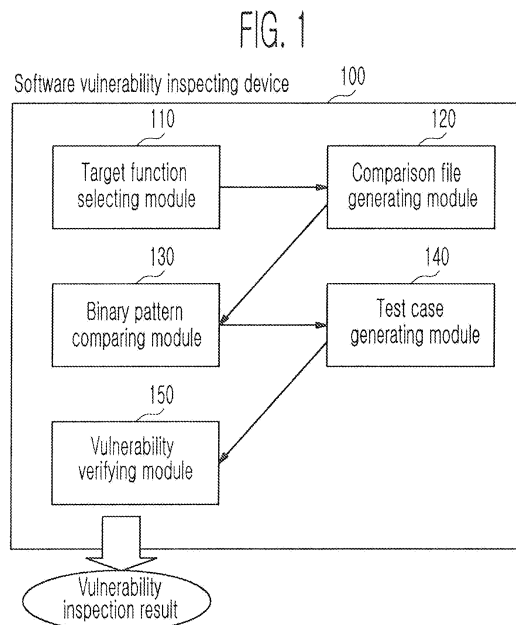 FIG. 1
Software vulnerability inspecting device
100
110
120
Target function
selecting module
Comparison file
generating module
130
140
Binary pattern
comparing module
Test case
generating module
150
Vulnerability
verifying module
Vulnerability
inspection result